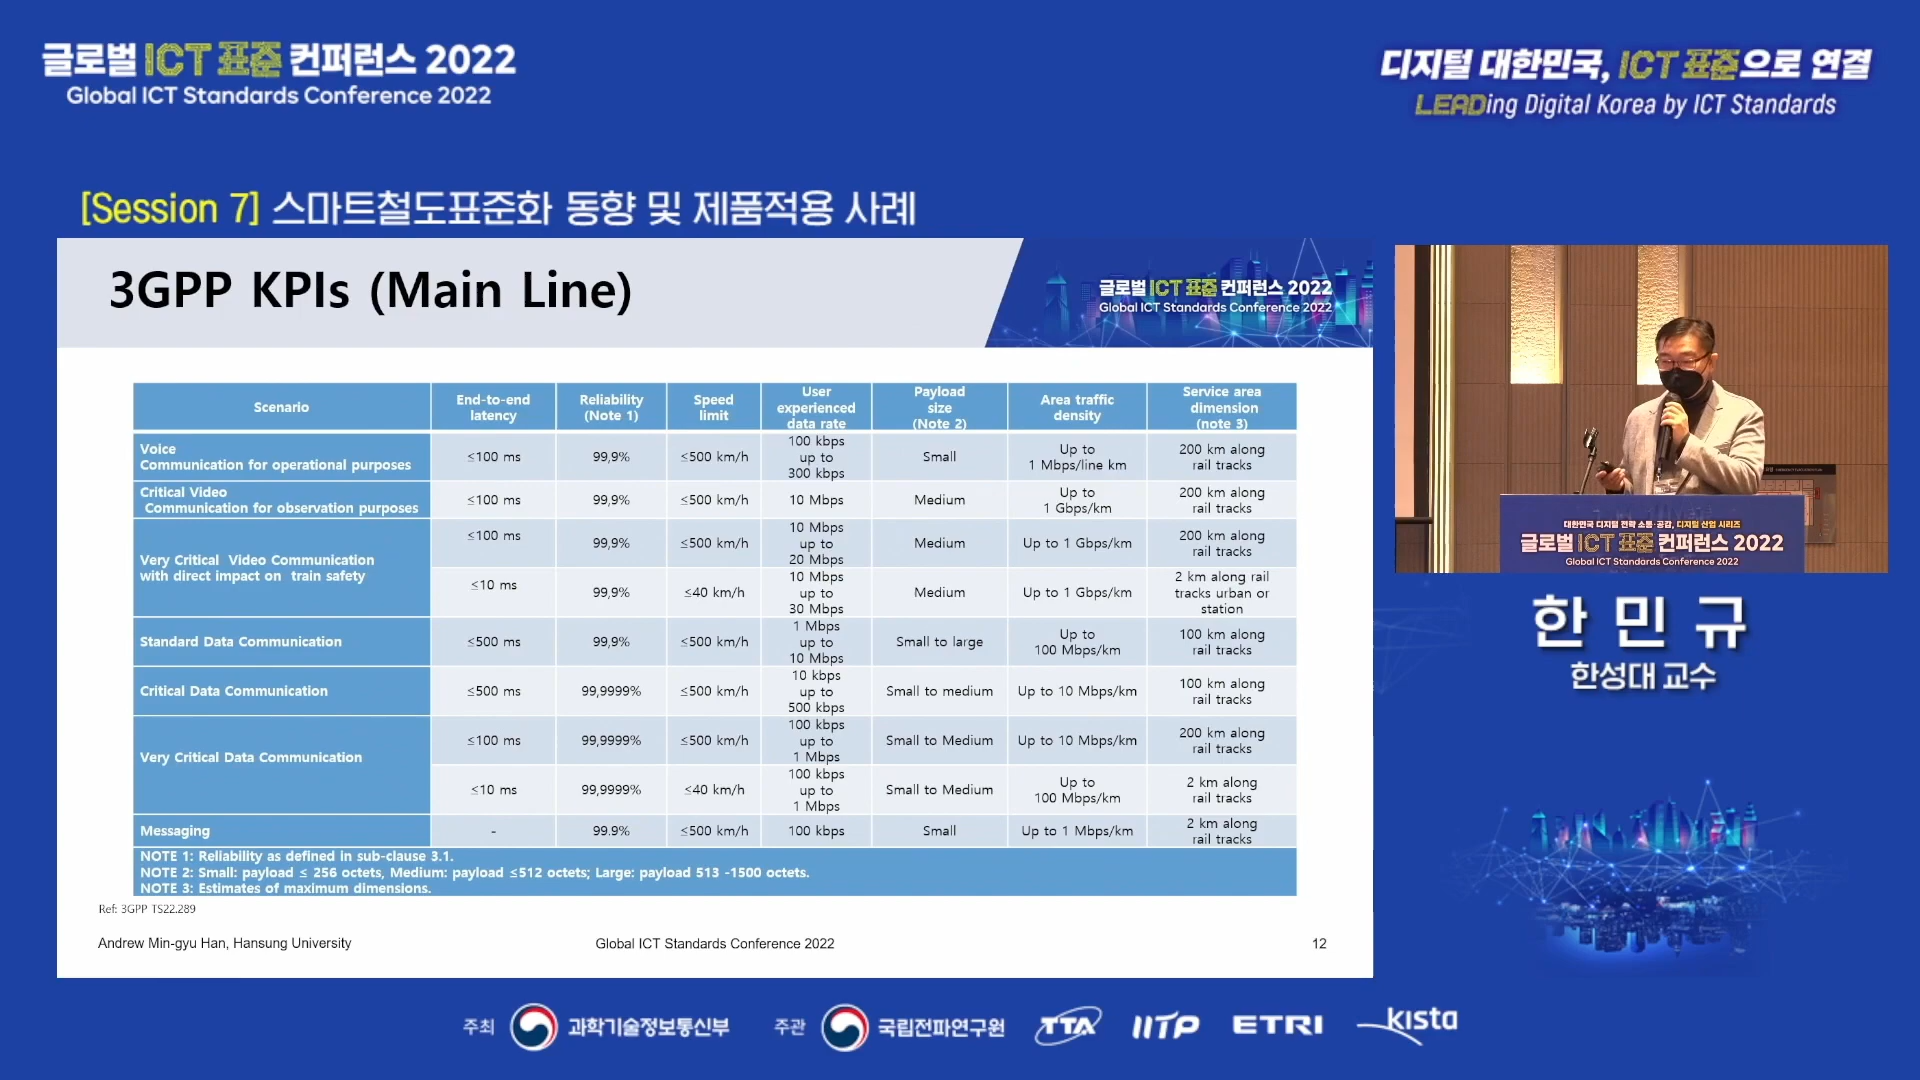 글로벌 ICT 표준 컨퍼런스 2022
Global ICT Standards Conference 2022
디지털 대한민국, ICT 표준으로 연결
LEADing Digital Korea by ICT Standards
[Session 7] 스마트철도표준화 동향 및 제품적용 사례
3GPP KPIs (Main Line)
글로벌 ICT 표준 컨퍼런스 2022
Global ICT Standards Conference 2022
Scenario
End-to-end
latency
Reliability
(Note 1)
Speed
limit
User
experienced
data rate
Payload
size
(Note 2)
Area traffic
density
Service area
dimension
(note 3)
Voice
Communication for operational purposes
≤100 ms
99,9%
≤500 km/h
100 kbps
up to
300 kbps
Small
Up to
1 Mbps/line km
200 km along
rail tracks
Critical Video
Communication for observation purposes
≤100 ms
99,9%
≤500 km/h
10 Mbps
Medium
Up to
1 Gbps/km
200 km along
rail tracks
Very Critical Video Communication
with direct impact on train safety
≤100 ms
99,9%
≤500 km/h
10 Mbps
up to
20 Mbps
Medium
Up to 1 Gbps/km
200 km along
rail tracks
≤10 ms
99,9%
≤40 km/h
10 Mbps
up to
30 Mbps
Medium
Up to 1 Gbps/km
2 km along rail
tracks urban or
station
Standard Data Communication
≤500 ms
99,9%
≤500 km/h
1 Mbps
up to
10 Mbps
Small to large
Up to
100 Mbps/km
100 km along
rail tracks
Critical Data Communication
≤500 ms
99,9999%
≤500 km/h
10 kbps
up to
500 kbps
Small to medium
Up to 10 Mbps/km
100 km along
rail tracks
Very Critical Data Communication
≤100 ms
99,9999%
≤500 km/h
100 kbps
up to
1 Mbps
Small to Medium
Up to 10 Mbps/km
200 km along
rail tracks
≤10 ms
99,9999%
≤40 km/h
100 kbps
up to
1 Mbps
Small to Medium
Up to
100 Mbps/km
2 km along
rail tracks
Messaging
-
99.9%
≤500 km/h
100 kbps
Small
Up to 1 Mbps/km
2 km along
rail tracks
NOTE 1: Reliability as defined in sub-clause 3.1.
NOTE 2: Small: payload ≤ 256 octets, Medium: payload ≤512 octets; Large: payload 513 -1500 octets.
NOTE 3: Estimates of maximum dimensions.
Ref: 3GPP TS22.289
Andrew Min-gyu Han, Hansung University
Global ICT Standards Conference 2022
12
대한민국 디지털 전략 소통·공감, 디지털 산업 시리즈
글로벌 ICT 표준 컨퍼런스 2022
Global ICT Standards Conference 2022
한 민 규
한성대 교수
주최 과학기술정보통신부
주관 국립전파연구원
TTA
IITP
ETRI
kista